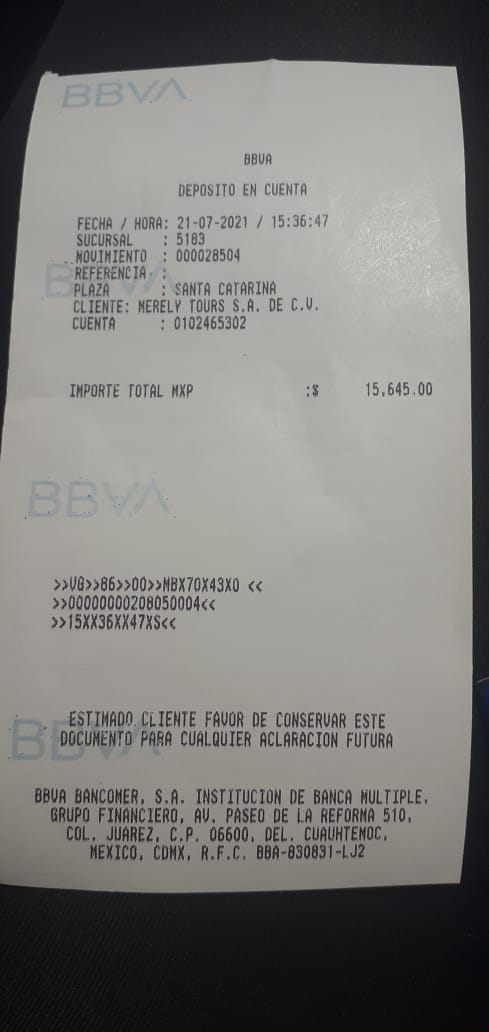 BBVA
BBVA
DEPOSITO EN CUENTA
FECHA / HORA: 21-07-2021 / 15:36:47
SUCURSAL : 5183
MOVIMIENTO : 000028504
BBVA
REFERENCIA :
PLAZA : SANTA CATARINA
CLIENTE: MERELY TOURS S.A. DE C.V.
CUENTA : 0102465302
IMPORTE TOTAL MXP :$ 15,645.00
BBVA
>>VG>>86>>00>>MBX70X43X0 <<
>>00000000208050004<<
>>15XX36XX47XS<<
ESTIMADO CLIENTE FAVOR DE CONSERVAR ESTE
BBVA
DOCUMENTO PARA CUALQUIER ACLARACION FUTURA
BBVA BANCOMER, S.A. INSTITUCION DE BANCA MULTIPLE.
GRUPO FINANCIERO, AV. PASEO DE LA REFORMA 510,
COL. JUAREZ, C.P. 06600, DEL. CUAUHTEMOC,
MEXICO, CDMX, R.F.C. BBA-830831-LJ2